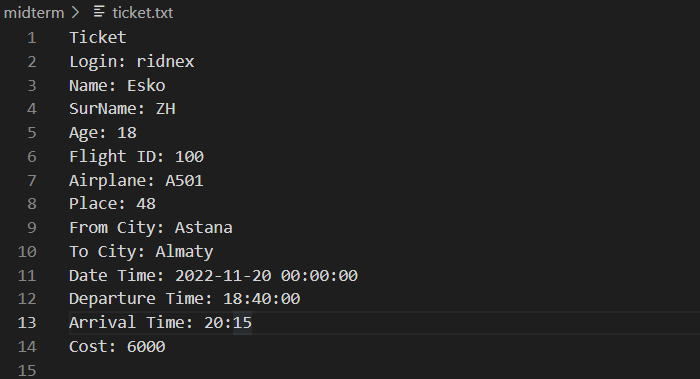 midterm > ticket.txt
1 Ticket
2 Login: ridnex
3 Name: Esko
4 SurName: ZH
5 Age: 18
6 Flight ID: 100
7 Airplane: A501
8 Place: 48
9 From City: Astana
10 To City: Almaty
11 Date Time: 2022-11-20 00:00:00
12 Departure Time: 18:40:00
13 Arrival Time: 20:15
14 Cost: 6000
15